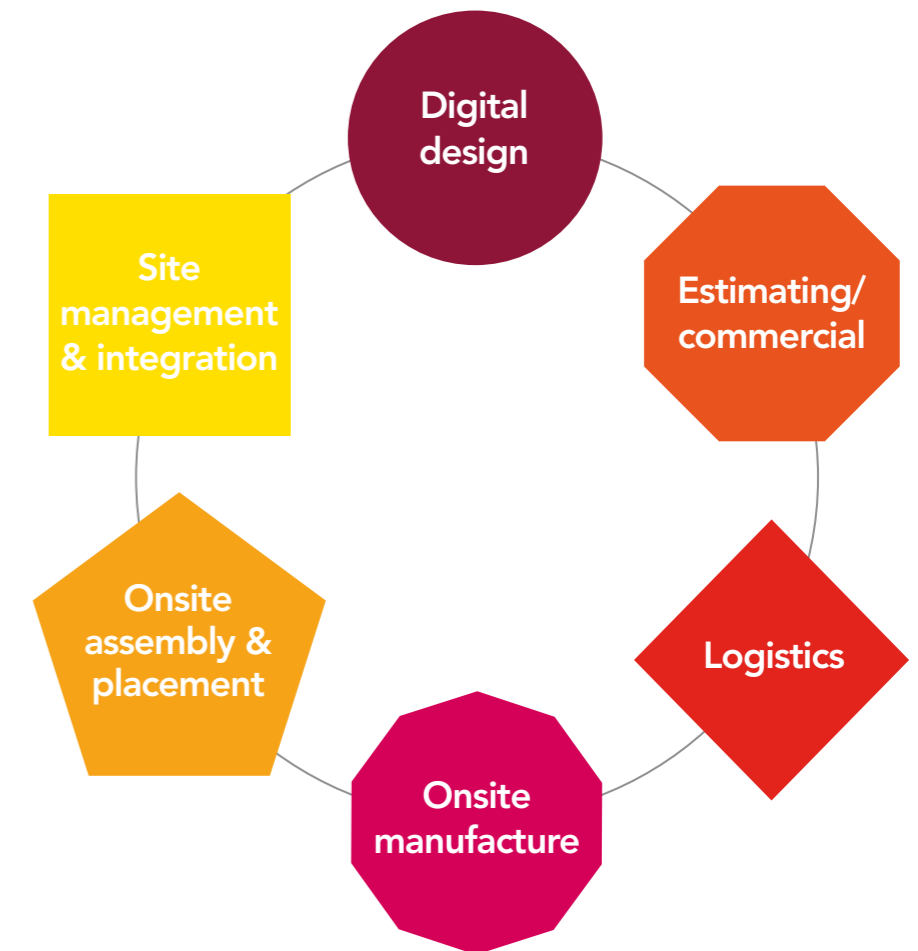 Digital
design
Estimating/
commercial
Logistics
Onsite
manufacture
Onsite
assembly &
placement
Site
management
& integration